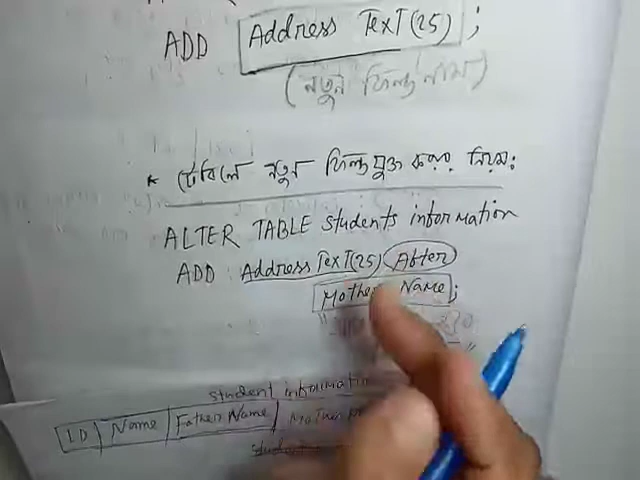 ADD Address TexT(25) ;
(নতুন ফিল্ড নাম)
* টেবিলে নতুন ফিল্ড যুক্ত করার নিয়ম:
ALTER TABLE students information
ADD Address TexT(25) After
Mother Name ;
student information
ID Name Father Name Mother